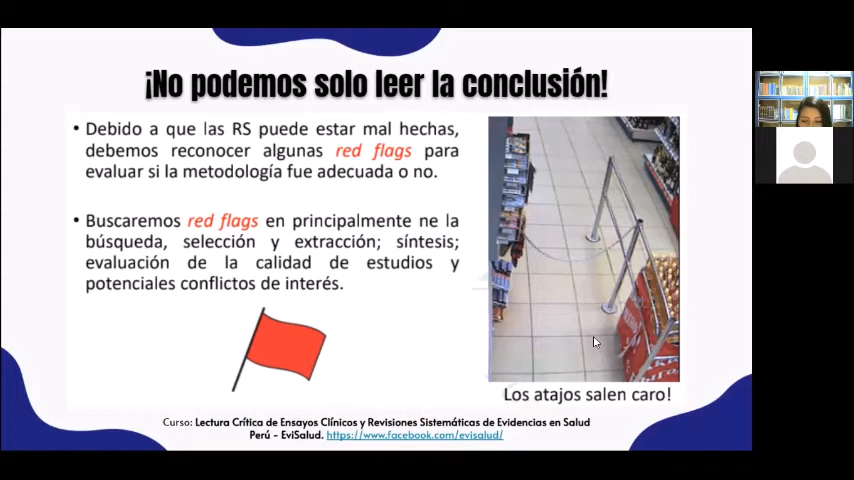 ¡No podemos solo leer la conclusión!
• Debido a que las RS puede estar mal hechas,
debemos reconocer algunas red flags para
evaluar si la metodología fue adecuada o no.
• Buscaremos red flags en principalmente ne la
búsqueda, selección y extracción; síntesis;
evaluación de la calidad de estudios y
potenciales conflictos de interés.
Los atajos salen caro!
Curso: Lectura Crítica de Ensayos Clínicos y Revisiones Sistemáticas de Evidencias en Salud
Perú - EviSalud. https://www.facebook.com/evisalud/